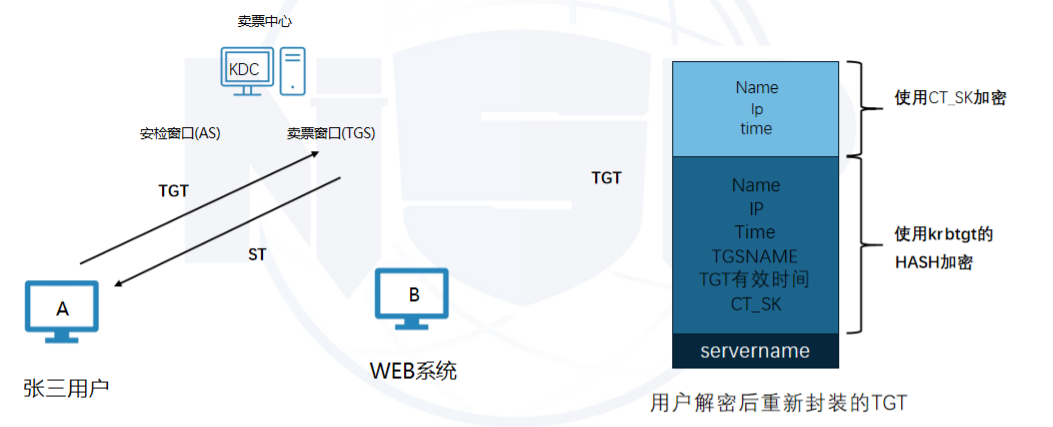 卖票中心
KDC
安检窗口(AS)
卖票窗口(TGS)
TGT
ST
A
张三用户
B
WEB系统
TGT
Name
Ip
time
使用CT_SK加密
Name
IP
Time
TGSNAME
TGT有效时间
CT_SK
使用krbtgt的
HASH加密
servername
用户解密后重新封装的TGT